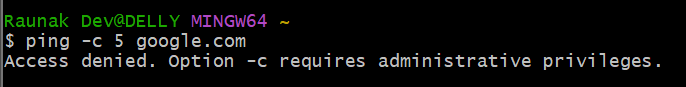 Raunak Dev@DELLY MINGW64 ~
$ ping -c 5 google.com
Access denied. Option -c requires administrative privileges.